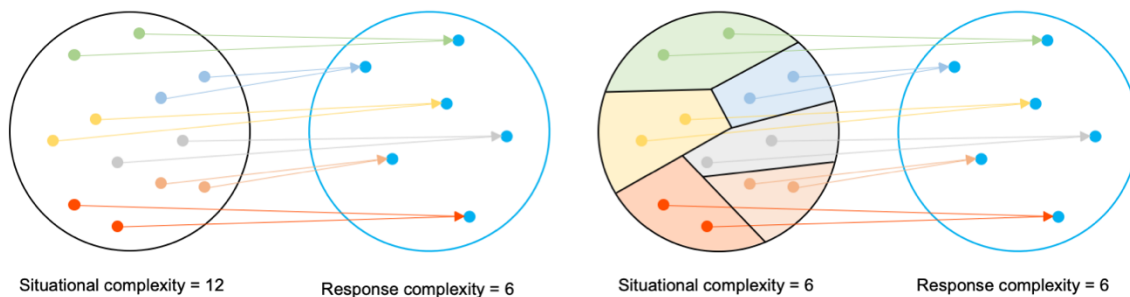 Situational complexity = 12
Response complexity = 6
Situational complexity = 6
Response complexity = 6